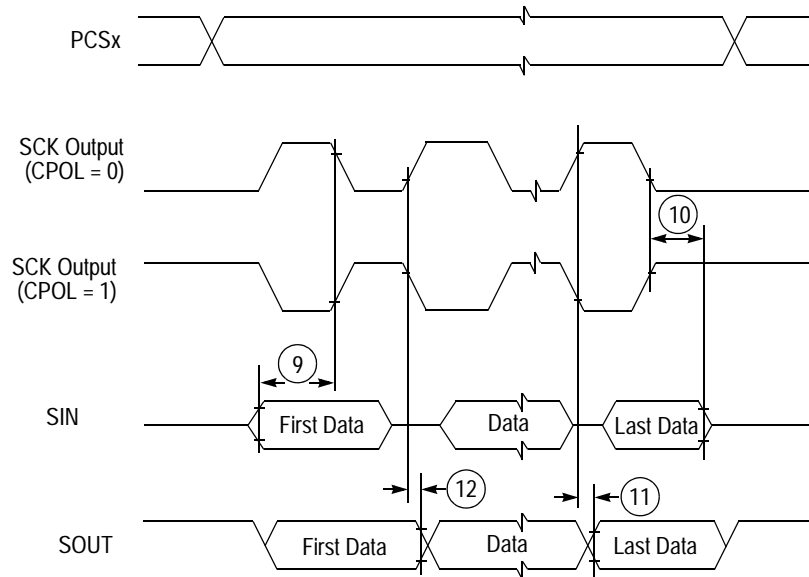 PCSx
SCK Output
(CPOL = 0)
10
SCK Output
(CPOL = 1)
9
SIN
First Data
Data
Last Data
12
11
SOUT
First Data
Data
Last Data